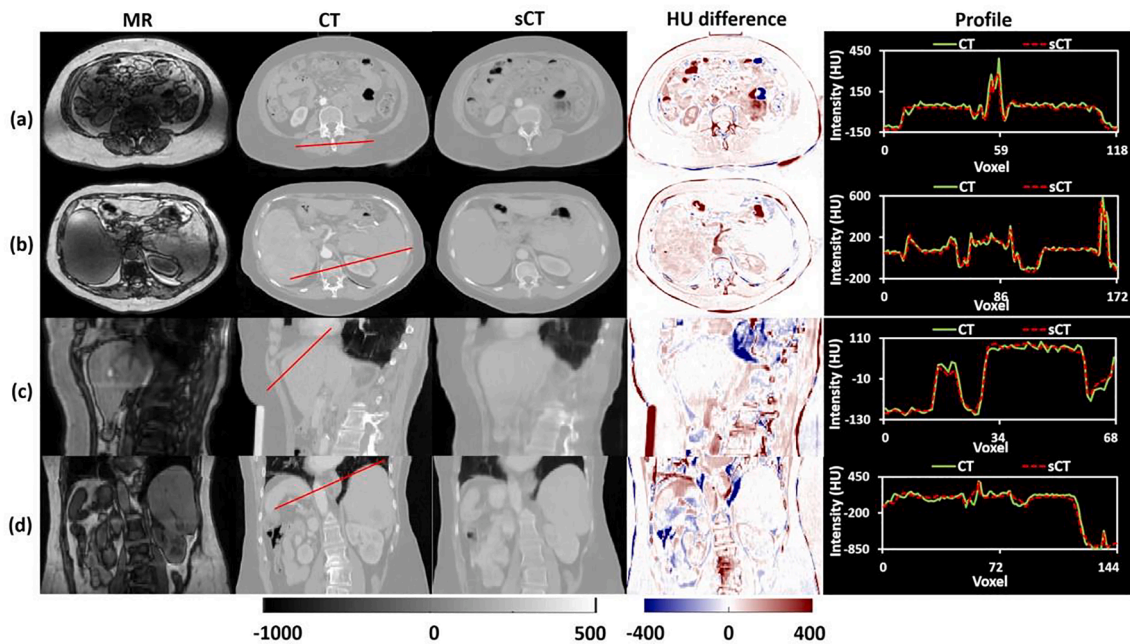 MR CT sCT HU difference Profile
(a)
CT sCT
Intensity (HU)
450
150
-150
0 59 118
Voxel
(b)
CT sCT
Intensity (HU)
600
200
-200
0 86 172
Voxel
(c)
CT sCT
Intensity (HU)
110
-10
-130
0 34 68
Voxel
(d)
CT sCT
Intensity (HU)
450
-200
-850
0 72 144
Voxel
-1000 0 500
-400 0 400